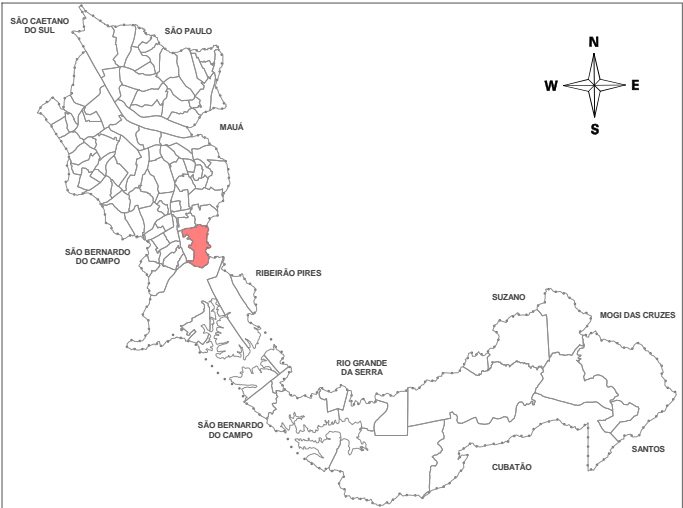 SÃO CAETANO
DO SUL
SÃO PAULO
N
W
E
S
MAUÁ
SÃO BERNARDO
DO CAMPO
RIBEIRÃO PIRES
SUZANO
MOGI DAS CRUZES
RIO GRANDE
DA SERRA
SÃO BERNARDO
DO CAMPO
SANTOS
CUBATÃO